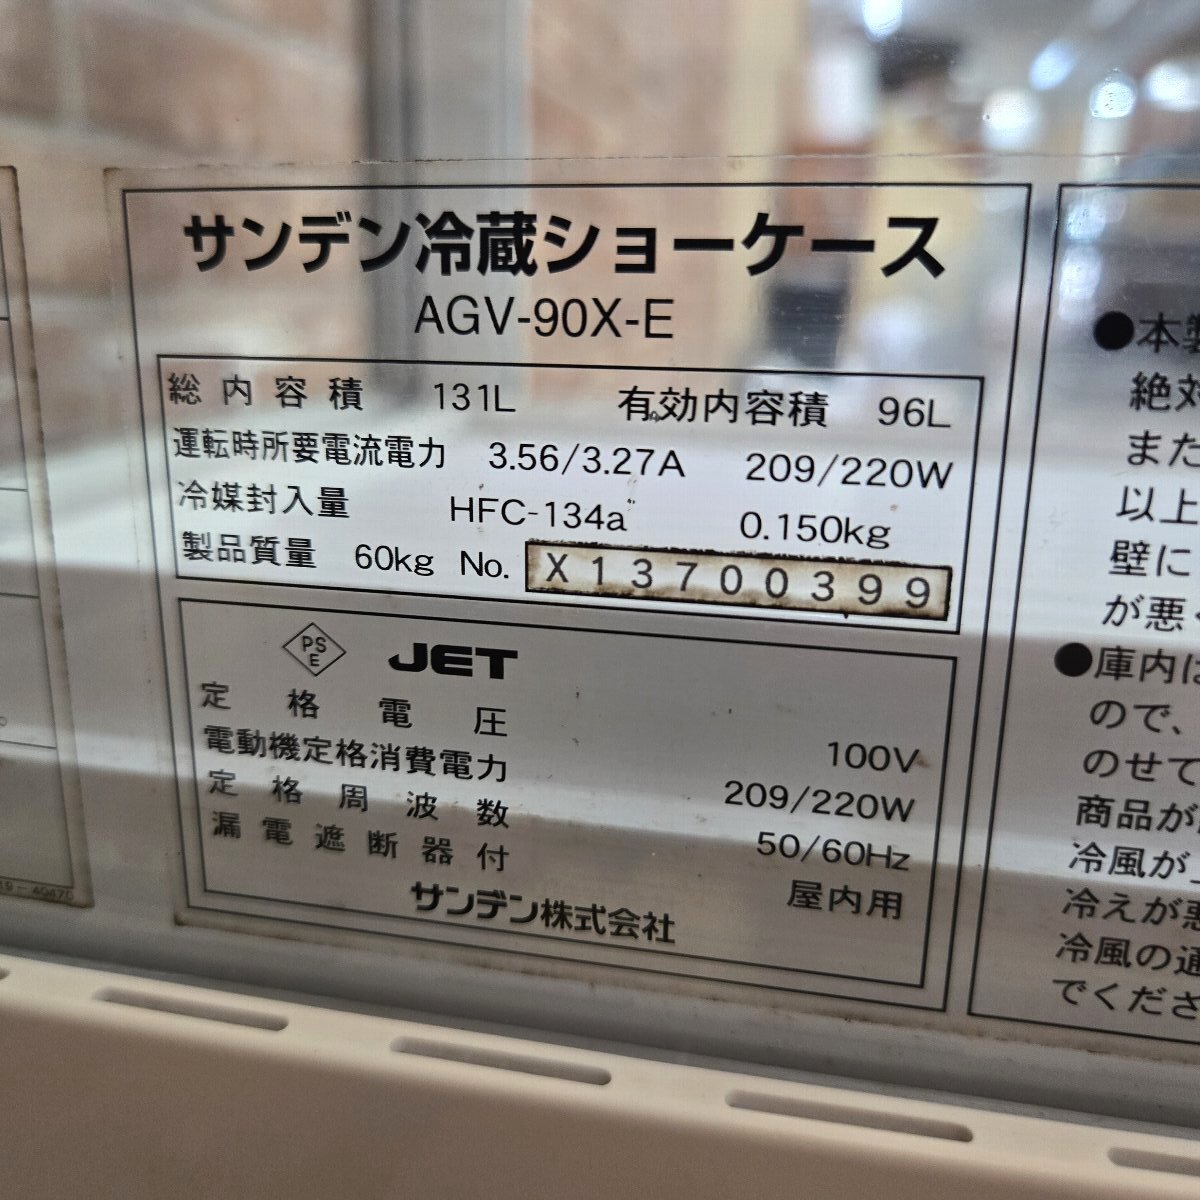 サンデン冷蔵ショーケース
AGV-90X-E
総内容積 131L 有効内容積 96L
運転時所要電流電力 3.56/3.27A 209/220W
冷媒封入量 HFC-134a 0.150kg
製品質量 60kg No. X13700399
PSE JET
定格電圧 100V
電動機定格消費電力 209/220W
定格周波数 50/60Hz
漏電遮断器付 屋内用
サンデン株式会社
●本製
絶対
また
以上
壁に
が悪
●庫内は
ので、
のせて
商品が
冷風が
冷えが悪
冷風の通
でくださ